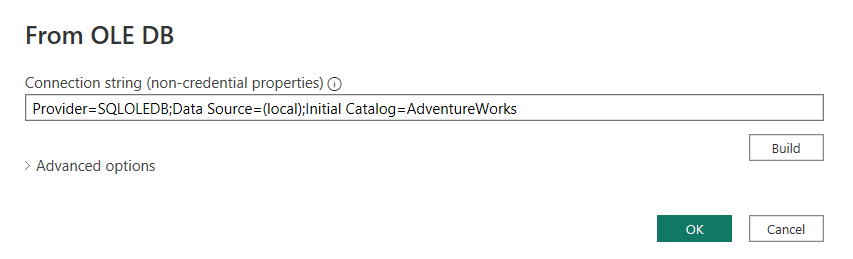 From OLE DB
Connection string (non-credential properties)
Provider=SQLOLEDB;Data Source=(local);Initial Catalog=AdventureWorks
Build
Advanced options
OK Cancel